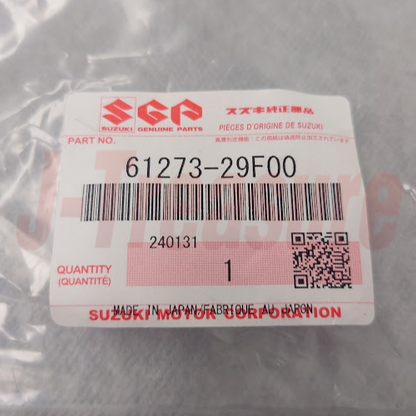 SGP
スズキ純正部品
SUZUKI GENUINE PARTS
PIÈCES D'ORIGINE DE SUZUKI
PART NO.
61273-29F00
J-Treasure
240131
QUANTITY
(QUANTITÉ)
1
MADE IN JAPAN/FABRIQUE AU JAPON
SUZUKI MOTOR CORPORATION